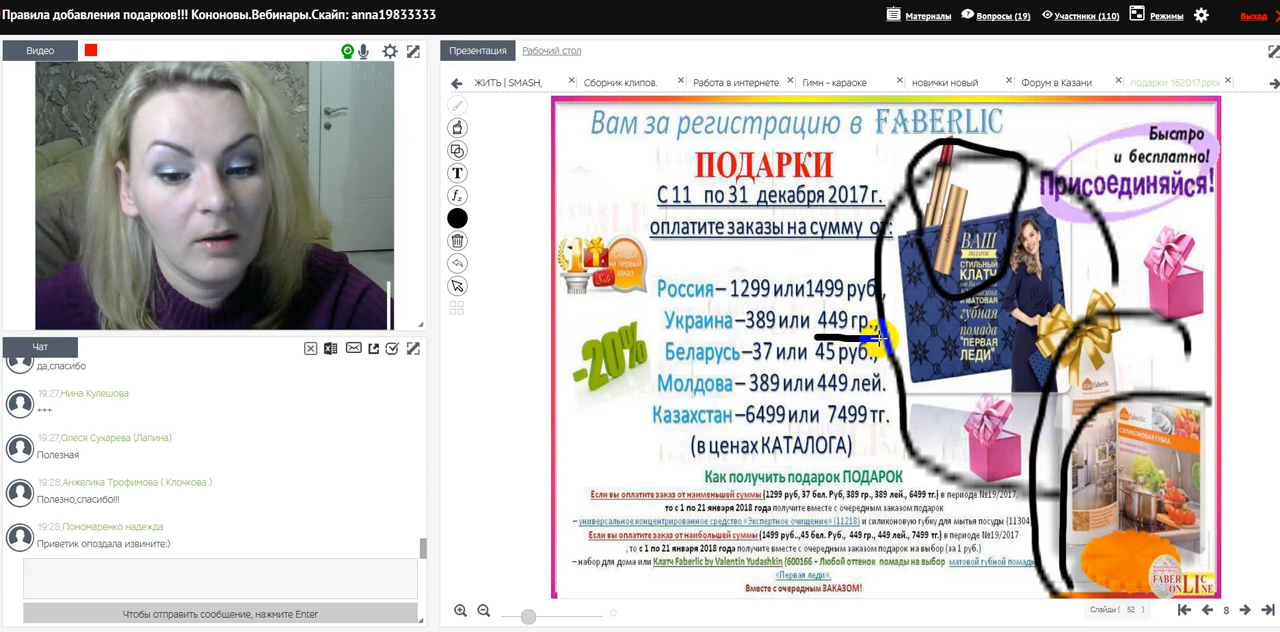 Правила добавления подарков!!! Кононовы.Вебинары.Скайп: anna19833333
Материалы
Вопросы (19)
Участники (110)
Режимы
Выход
Видео
Презентация
Рабочий стол
ЖИТЬ | SMASH,
Сборник клипов.
Работа в интернете.
Гимн - караоке
новички новый
Форум в Казани
подарки 162017.pptx
Вам за регистрацию в FABERLIC
ПОДАРКИ
С 11 по 31 декабря 2017 г.
оплатите заказы на сумму от:
Быстро
и бесплатно!
Присоединяйся!
Скидки
на первый
заказ
Sale
-20%
Россия– 1299 или1499 руб.,
Украина –389 или 449 гр.,
Беларусь–37 или 45 руб.,
Молдова – 389 или 449 лей.
Казахстан –6499 или 7499 тг.
(в ценах КАТАЛОГА)
ВАШ
ПОДАРОК
СТИЛЬНЫЙ
КЛАТЧ
И МАТОВАЯ
ГУБНАЯ
ПОМАДА
"ПЕРВАЯ
ЛЕДИ"
faberlic
faberlic
СИЛИКОНОВАЯ ГУБКА
Как получить подарок ПОДАРОК
Если вы оплатите заказ от наименьшей суммы (1299 руб, 37 бел. Руб, 389 гр., 389 лей., 6499 тг.) в периоде №19/2017,
то с 1 по 21 января 2018 года получите вместе с очередным заказом подарок
– универсальное концентрированное средство «Экспертное очищение» (11218) и силиконовую губку для мытья посуды (11304)
Если вы оплатите заказ от наибольшей суммы (1499 руб..,45 бел. Руб., 449 гр., 449 лей., 7499 тг.) в периоде №19/2017
, то с 1 по 21 января 2018 года получите вместе с очередным заказом подарок на выбор (за 1 руб.)
– набор для дома или Клатч Faberlic by Valentin Yudashkin (600166 + Любой оттенок помады на выбор матовой губной помады
«Первая леди».
Вместе с очередным ЗАКАЗОМ!
FABERLIC
ONLINE
Чат
да,спасибо
19:27,Нина Кулешова
+++
19:27,Олеся Сухарева (Лапина)
Полезная
19:28,Анжелика Трофимова ( Клочкова )
Полезно,спасибо!!!
19:28,Пономаренко надежда
Приветик опоздала извините:)
Чтобы отправить сообщение, нажмите Enter
Слайды ( 52 )
8